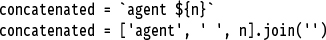 concatenated = `agent ${n}`
concatenated = ['agent', ' ', n].join('')